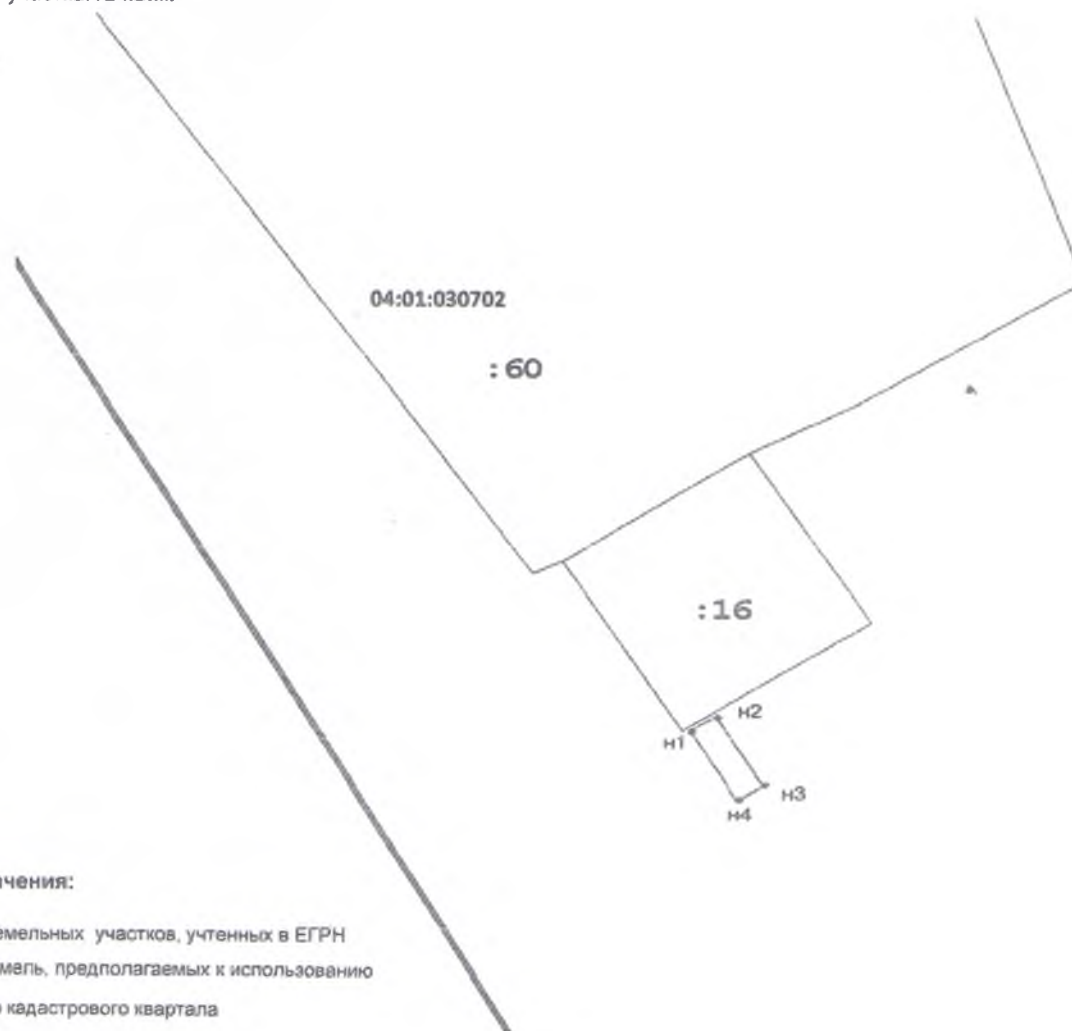 04:01:030702
:60
:16
н2
н1
н3
н4
чения:
емельных участков, учтенных в ЕГРН
мель, предполагаемых к использованию
кадастрового квартала